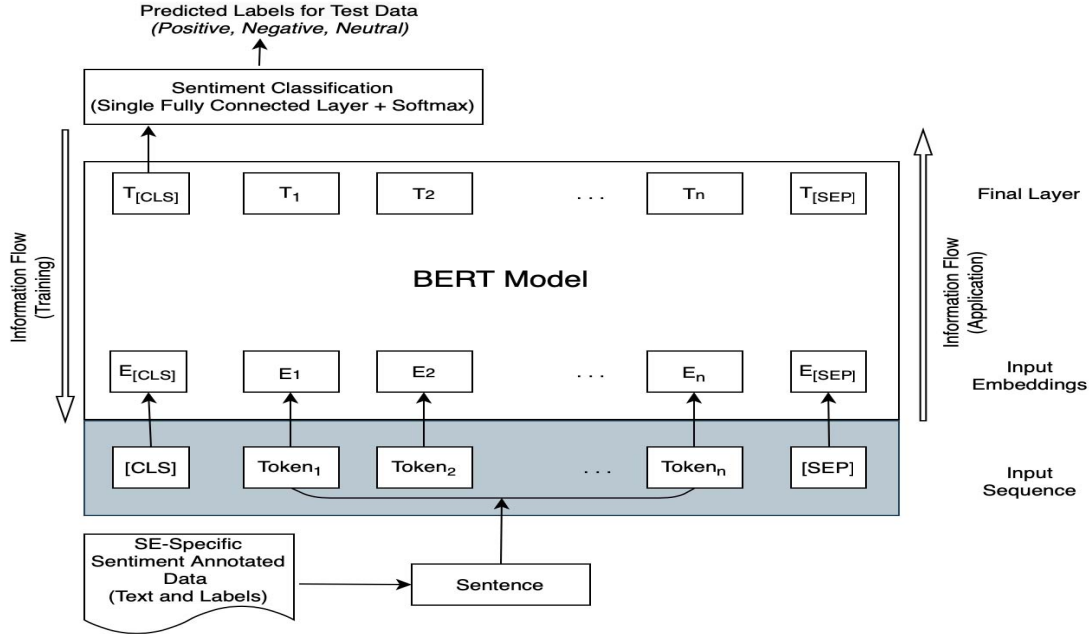 Predicted Labels for Test Data
(Positive, Negative, Neutral)
Sentiment Classification
(Single Fully Connected Layer + Softmax)
Information Flow
(Training)
T[CLS] T1 T2 . . . Tn T[SEP]
Final Layer
BERT Model
Information Flow
(Application)
E[CLS] E1 E2 . . . En E[SEP]
Input
Embeddings
[CLS] Token1 Token2 . . . Tokenn [SEP]
Input
Sequence
SE-Specific
Sentiment Annotated
Data
(Text and Labels)
Sentence